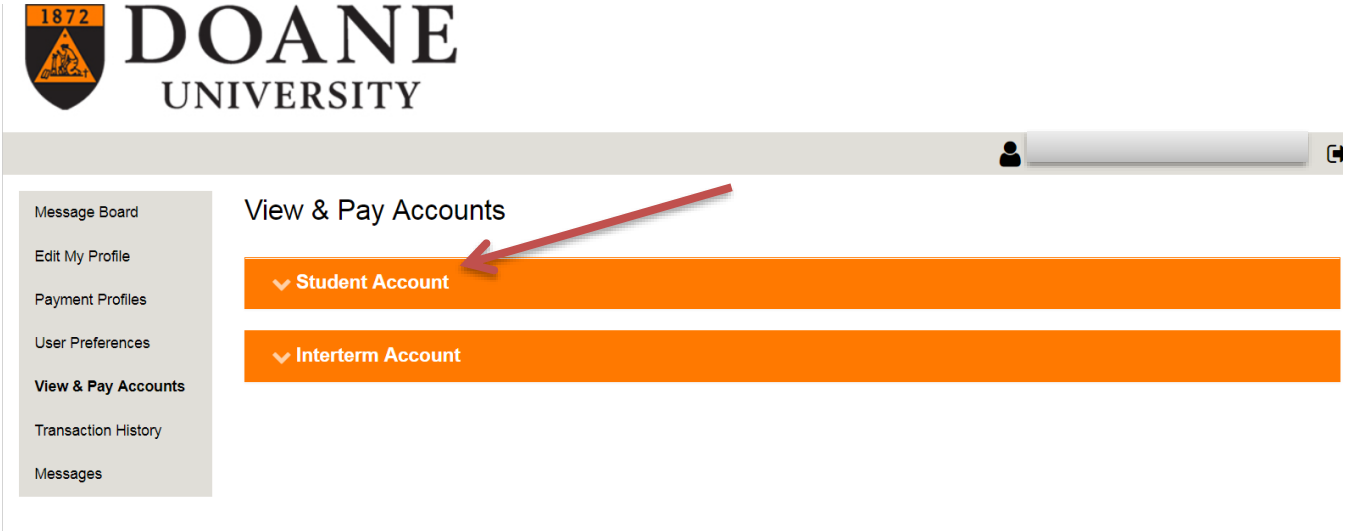 1872
DOANE
UNIVERSITY
Message Board
Edit My Profile
Payment Profiles
User Preferences
View & Pay Accounts
Transaction History
Messages
View & Pay Accounts
Student Account
Interterm Account